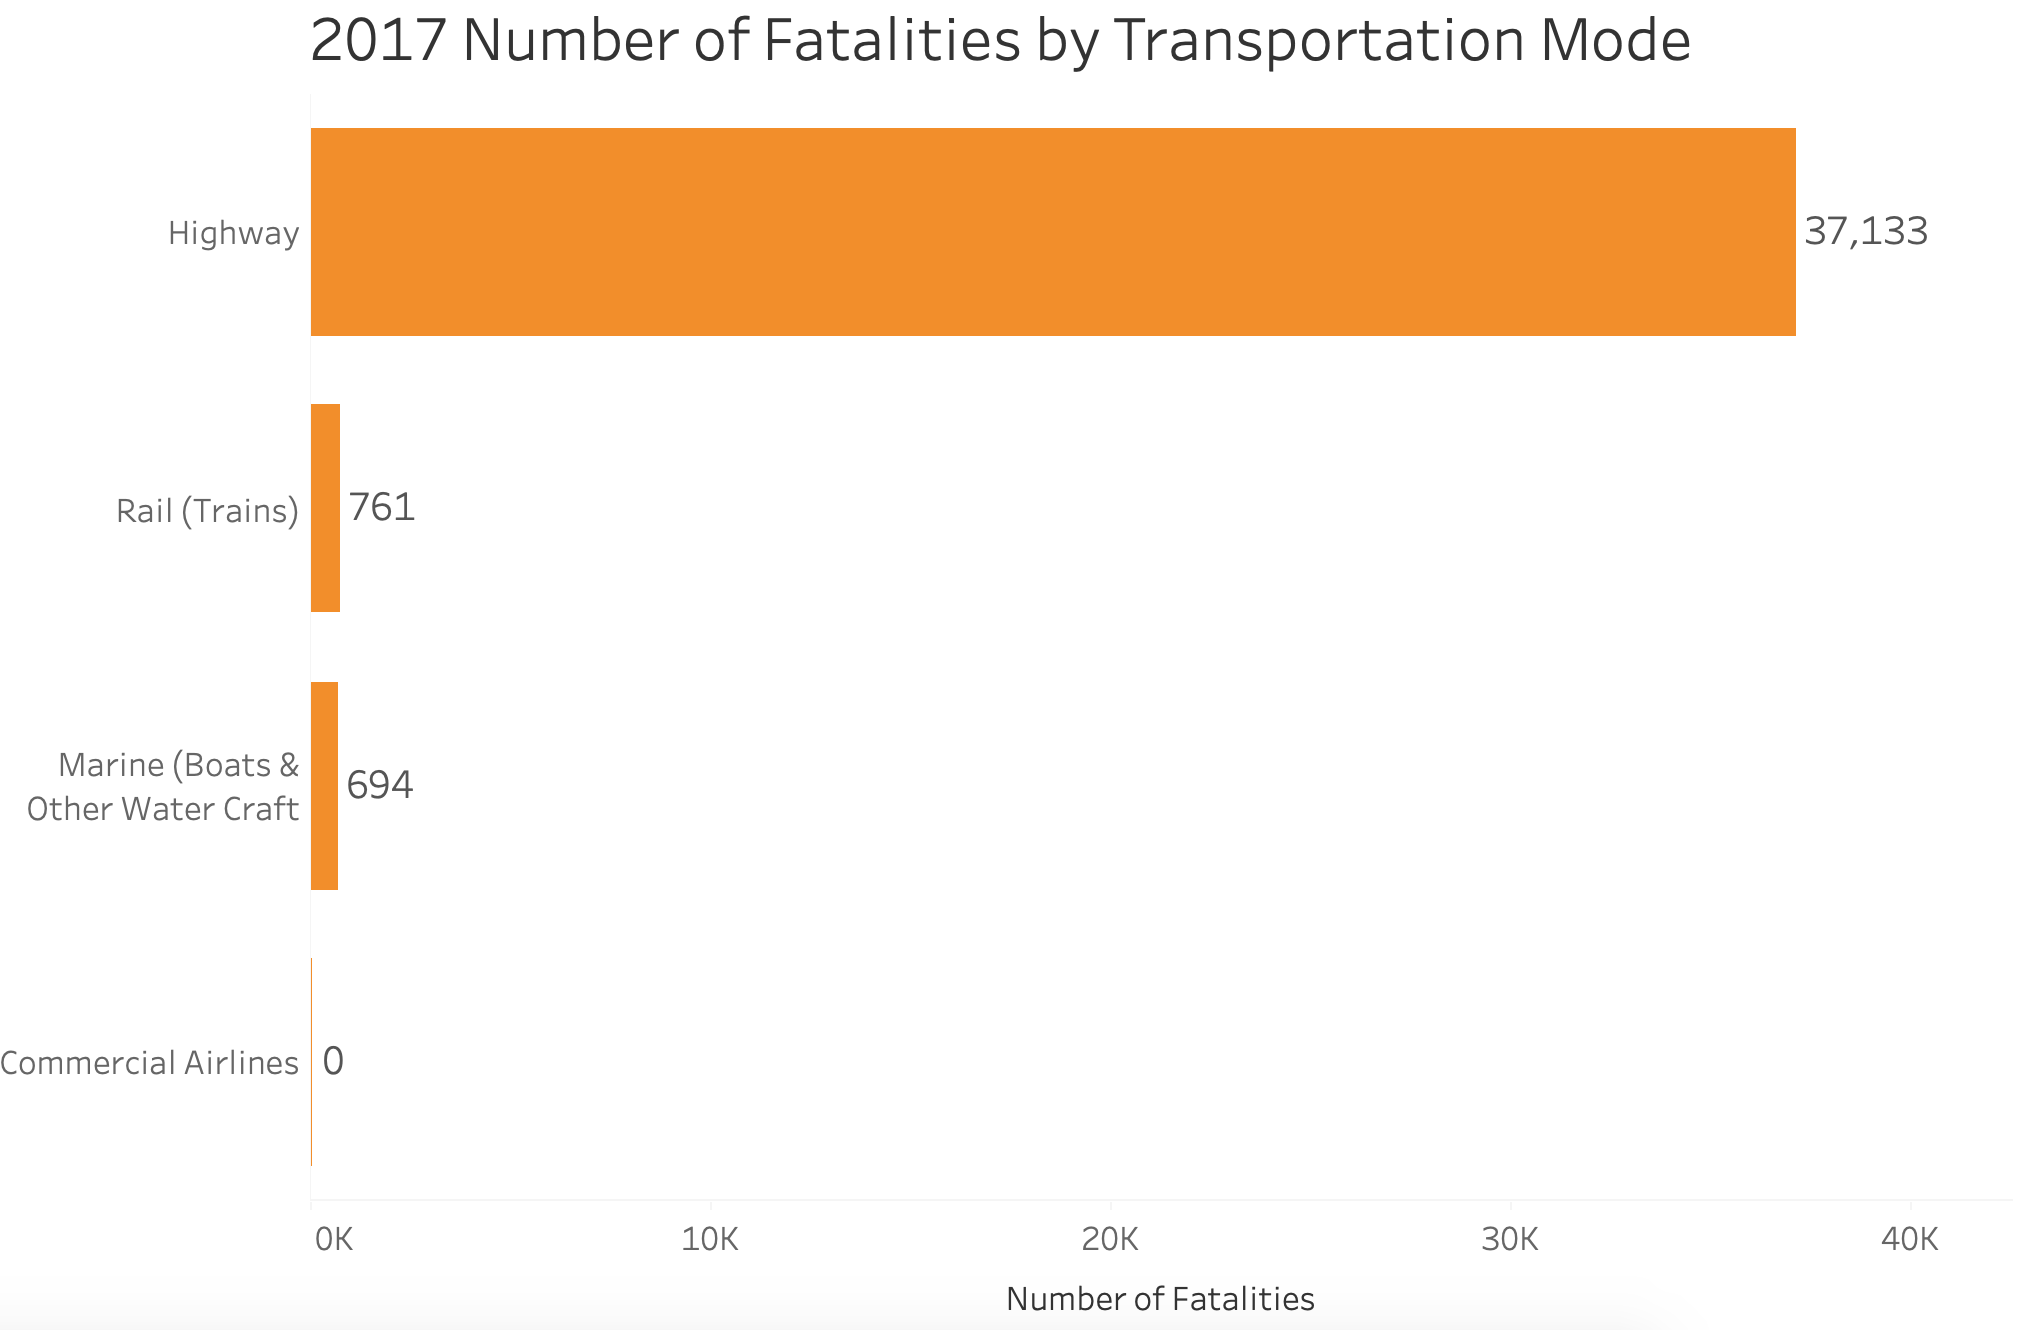 2017 Number of Fatalities by Transportation Mode
Highway
37,133
Rail (Trains)
761
Marine (Boats &
Other Water Craft
694
Commercial Airlines
0
0K
10K
20K
30K
40K
Number of Fatalities